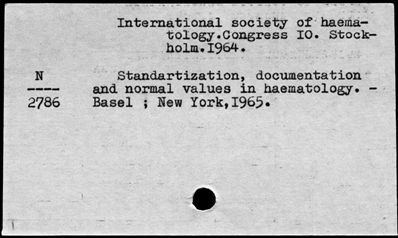 International society of haema-
tology.Congress IO. Stock-
holm.I964.
N Standartization, documentation
---- and normal values in haematology. -
2786 Basel ; New York,I965.